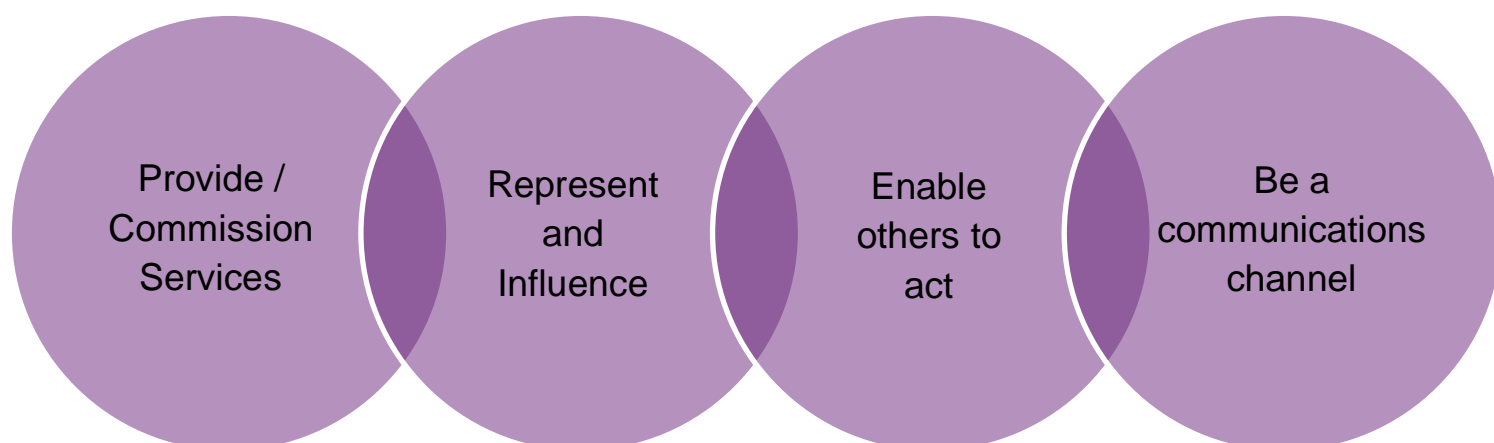 Provide /
Commission
Services
Represent
and
Influence
Enable
others to
act
Be a
communications
channel